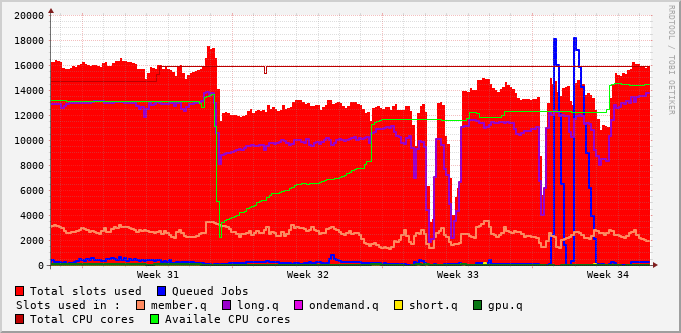 RRDTOOL / TOBI OETIKER
20000
18000
16000
14000
12000
10000
8000
6000
4000
2000
0
Week 31 Week 32 Week 33 Week 34
Total slots used Queued Jobs
Slots used in : member.q long.q ondemand.q short.q gpu.q
Total CPU cores Availale CPU cores